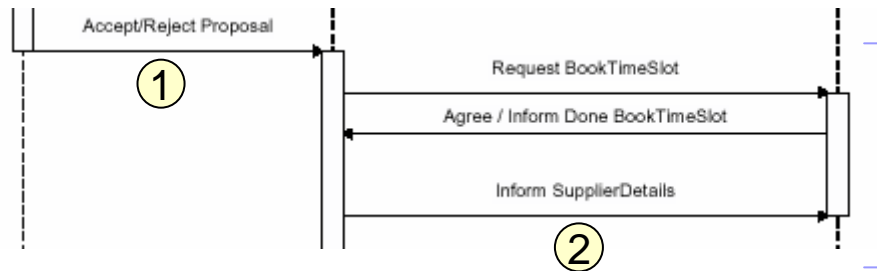 Accept/Reject Proposal
1
Request BookTimeSlot
Agree / Inform Done BookTimeSlot
Inform SupplierDetails
2